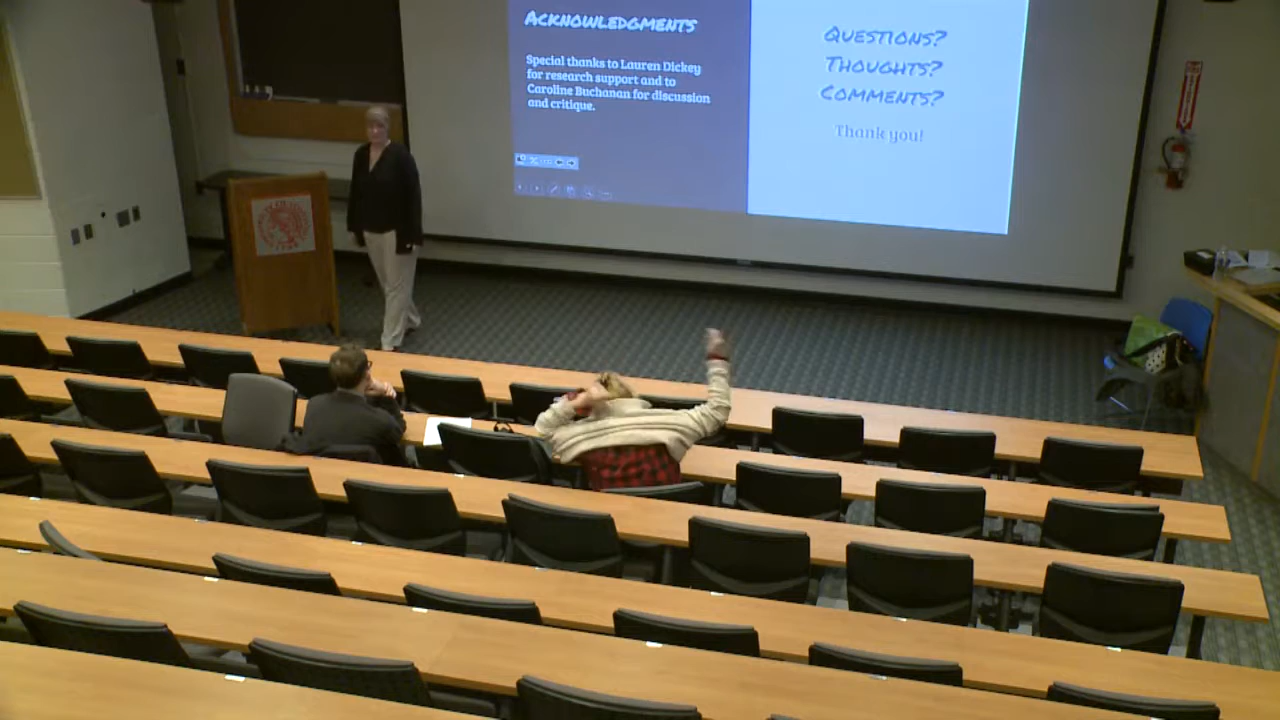 Acknowledgments
Special thanks to Lauren Dickey
for research support and to
Caroline Buchanan for discussion
and critique.
Questions?
Thoughts?
Comments?
Thank you!